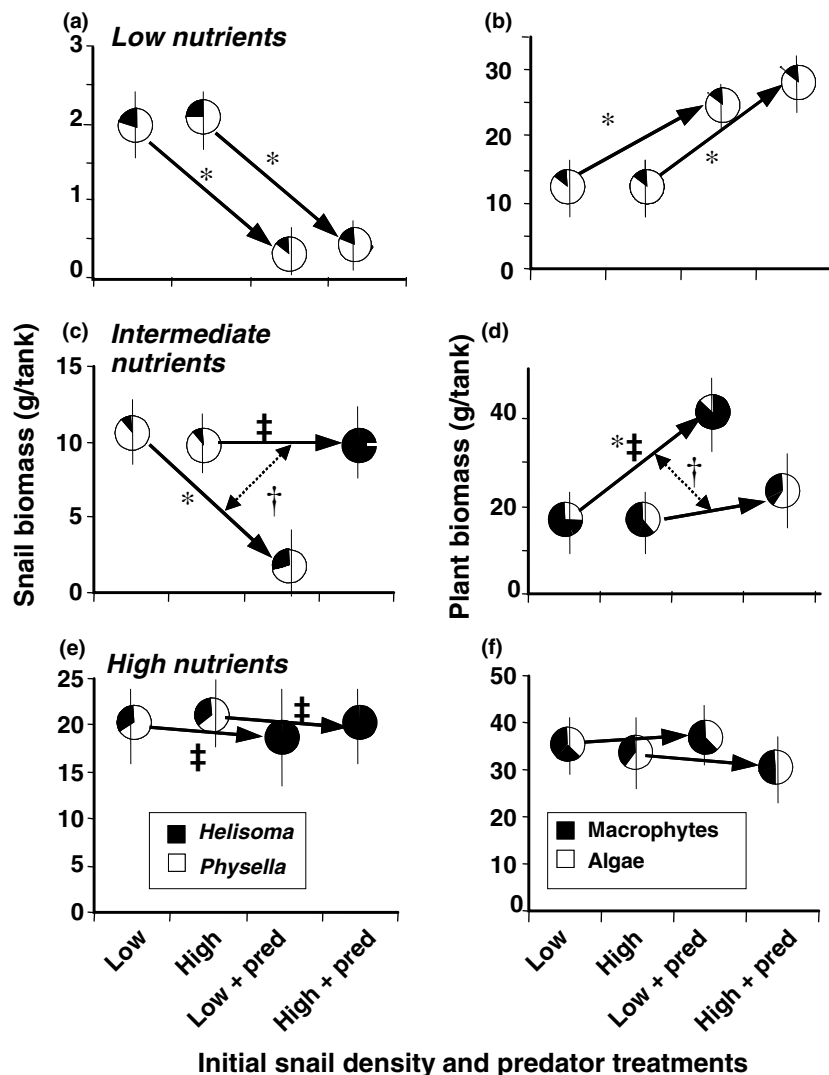 (a) Low nutrients
3
2
1
0
*
*
(b)
30
20
10
0
*
*
(c) Intermediate
nutrients
15
10
5
0
‡
*
†
(d)
40
20
0
*‡
†
Snail biomass (g/tank)
Plant biomass (g/tank)
(e) High nutrients
25
20
15
10
5
0
‡
‡
Helisoma
Physella
(f)
50
40
30
20
10
0
Macrophytes
Algae
Low
High
Low + pred
High + pred
Low
High
Low + pred
High + pred
Initial snail density and predator treatments